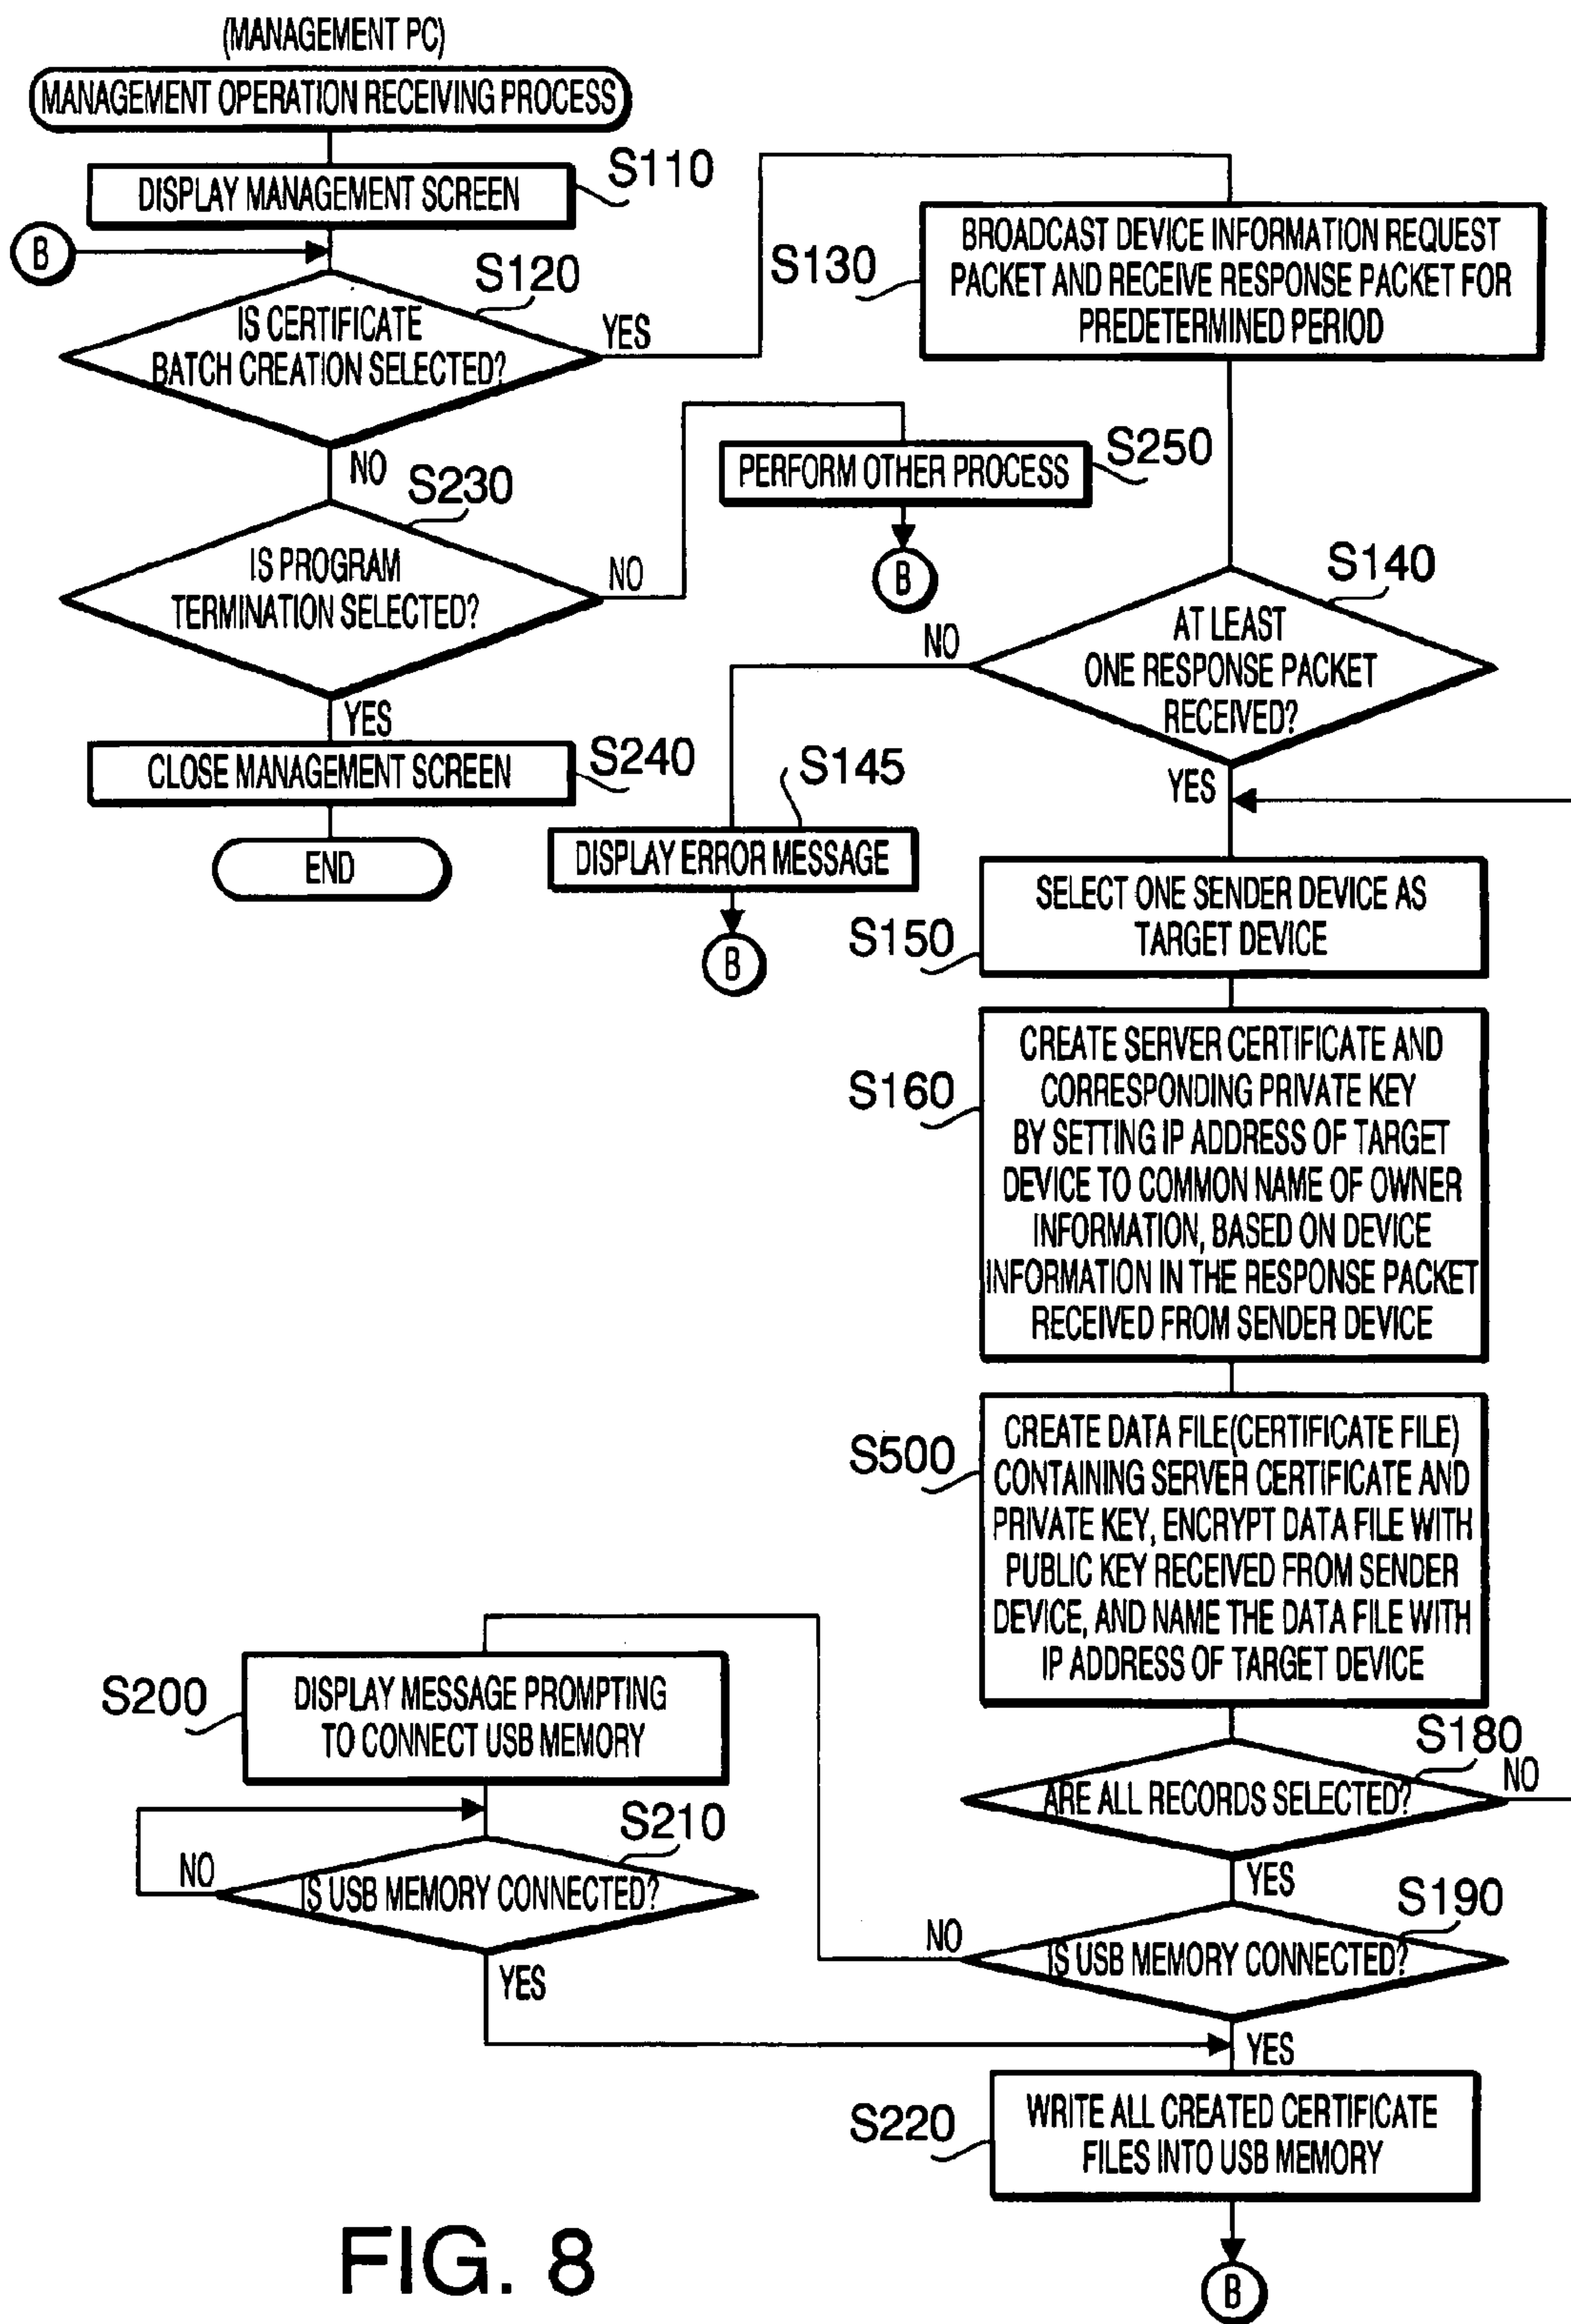 (MANAGEMENT PC)
MANAGEMENT OPERATION RECEIVING PROCESS
DISPLAY MANAGEMENT SCREEN
S110
B
IS CERTIFICATE
BATCH CREATION SELECTED?
S120
YES
NO
BROADCAST DEVICE INFORMATION REQUEST
PACKET AND RECEIVE RESPONSE PACKET FOR
PREDETERMINED PERIOD
S130
IS PROGRAM
TERMINATION SELECTED?
S230
NO
YES
PERFORM OTHER PROCESS
S250
B
CLOSE MANAGEMENT SCREEN
S240
END
AT LEAST
ONE RESPONSE PACKET
RECEIVED?
S140
NO
YES
S145
DISPLAY ERROR MESSAGE
B
SELECT ONE SENDER DEVICE AS
TARGET DEVICE
S150
CREATE SERVER CERTIFICATE AND
CORRESPONDING PRIVATE KEY
BY SETTING IP ADDRESS OF TARGET
DEVICE TO COMMON NAME OF OWNER
INFORMATION, BASED ON DEVICE
INFORMATION IN THE RESPONSE PACKET
RECEIVED FROM SENDER DEVICE
S160
CREATE DATA FILE(CERTIFICATE FILE)
CONTAINING SERVER CERTIFICATE AND
PRIVATE KEY, ENCRYPT DATA FILE WITH
PUBLIC KEY RECEIVED FROM SENDER
DEVICE, AND NAME THE DATA FILE WITH
IP ADDRESS OF TARGET DEVICE
S500
ARE ALL RECORDS SELECTED?
S180
NO
YES
IS USB MEMORY CONNECTED?
S190
NO
YES
DISPLAY MESSAGE PROMPTING
TO CONNECT USB MEMORY
S200
IS USB MEMORY CONNECTED?
S210
NO
YES
WRITE ALL CREATED CERTIFICATE
FILES INTO USB MEMORY
S220
B
FIG. 8